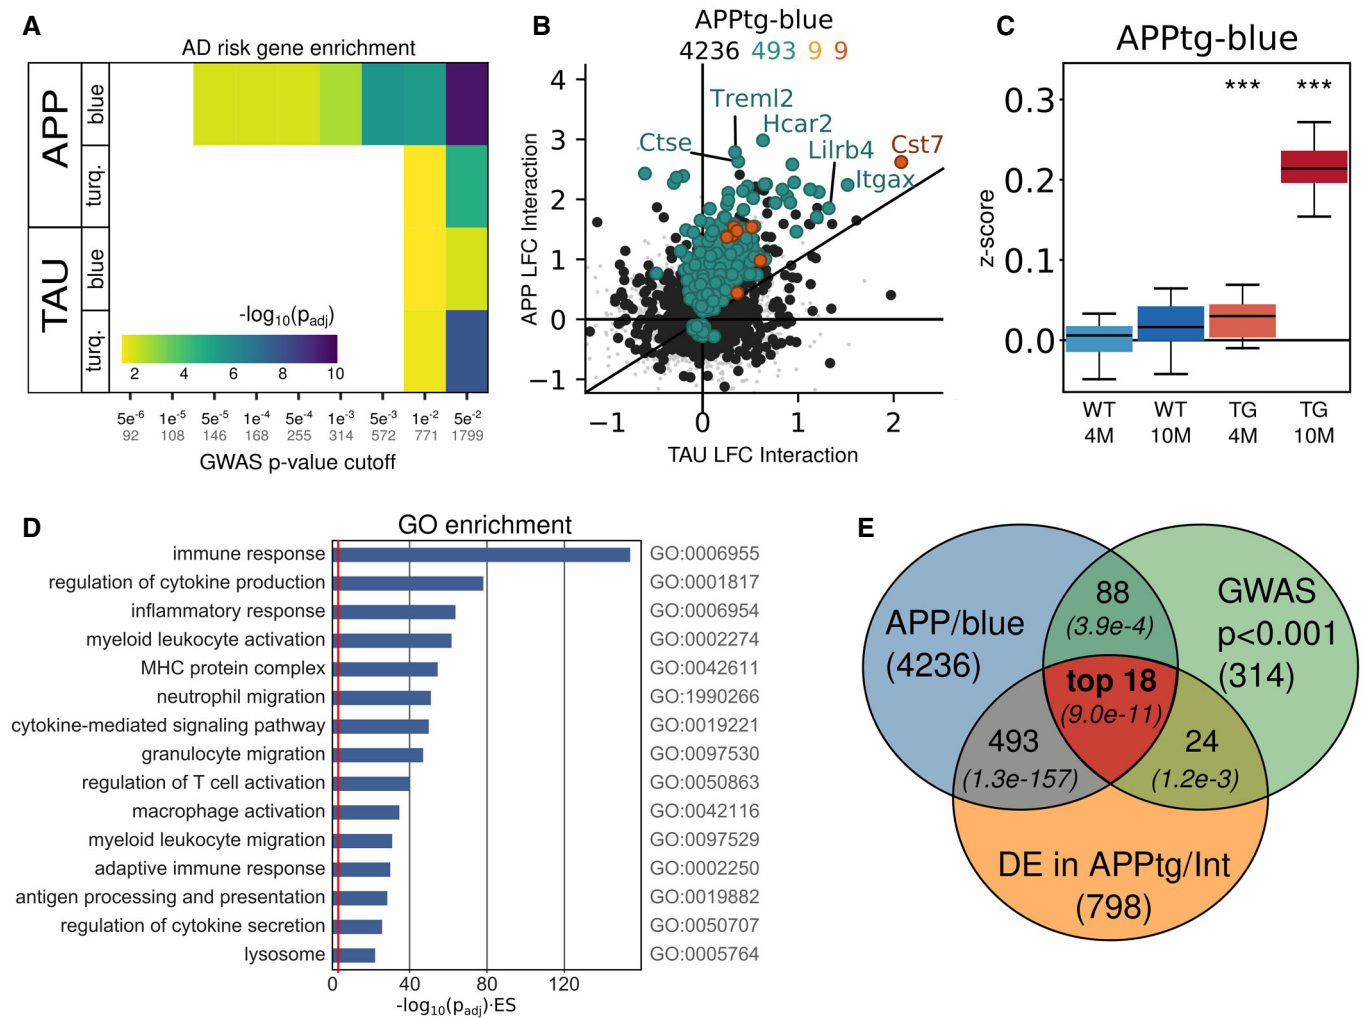 A
AD risk gene enrichment
APP
TAU
blue
turq.
blue
turq.
-log10(padj)
2 4 6 8 10
5e-6 1e-5 5e-5 1e-4 5e-4 1e-3 5e-3 1e-2 5e-2
92 108 146 168 255 314 572 771 1799
GWAS p-value cutoff
B
APPtg-blue
4236 493 9 9
APP LFC Interaction
4
3
2
1
0
−1
Treml2
Hcar2
Ctse
Lilrb4
Cst7
Itgax
−1 0 1 2
TAU LFC Interaction
C
APPtg-blue
z-score
0.3
0.2
0.1
0.0
*** ***
WT WT TG TG
4M 10M 4M 10M
D
GO enrichment
immune response GO:0006955
regulation of cytokine production GO:0001817
inflammatory response GO:0006954
myeloid leukocyte activation GO:0002274
MHC protein complex GO:0042611
neutrophil migration GO:1990266
cytokine-mediated signaling pathway GO:0019221
granulocyte migration GO:0097530
regulation of T cell activation GO:0050863
macrophage activation GO:0042116
myeloid leukocyte migration GO:0097529
adaptive immune response GO:0002250
antigen processing and presentation GO:0019882
regulation of cytokine secretion GO:0050707
lysosome GO:0005764
0 40 80 120
-log10(padj)·ES
E
APP/blue
(4236)
88
(3.9e-4)
GWAS
p<0.001
(314)
top 18
(9.0e-11)
493
(1.3e-157)
24
(1.2e-3)
DE in APPtg/Int
(798)